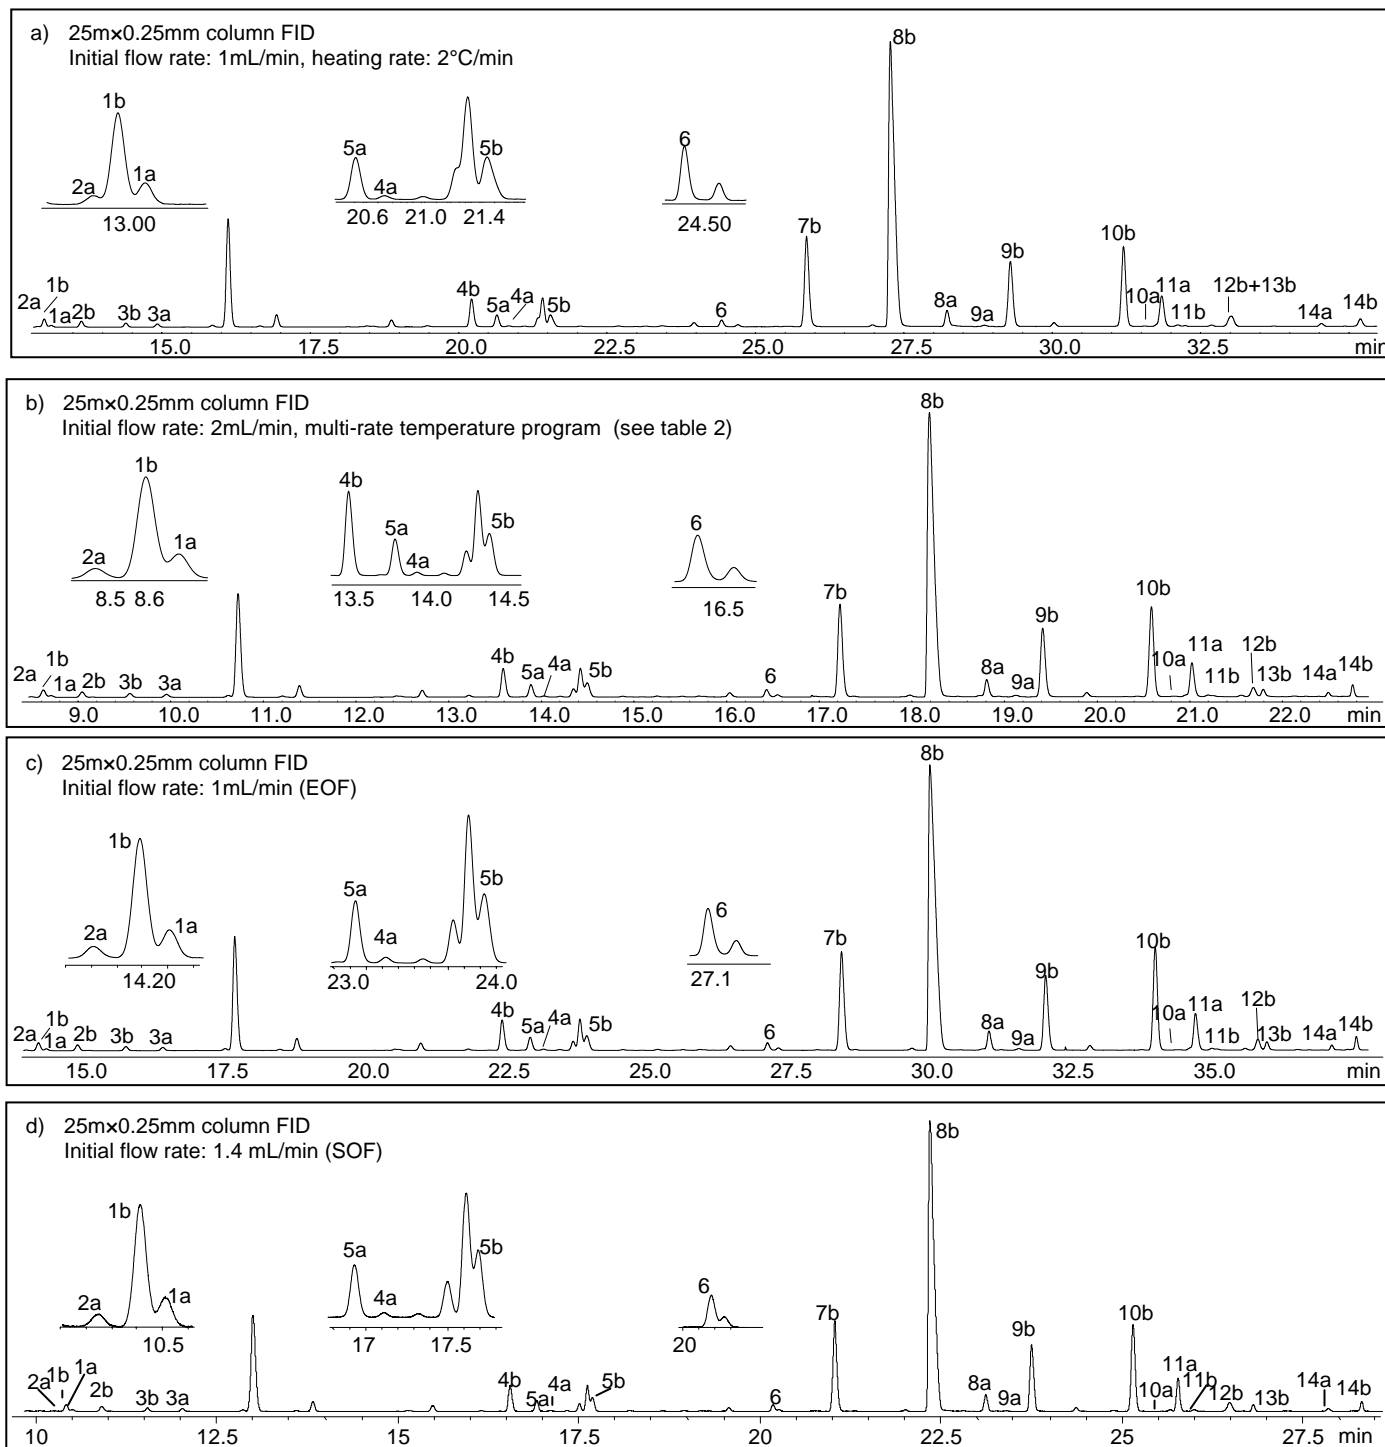 a) 25m×0.25mm column FID
Initial flow rate: 1mL/min, heating rate: 2°C/min
8b
1b
2a
1a
13.00
5a
4a
5b
20.6 21.0 21.4
6
24.50
7b
9b
10b
2a 1b 1a 2b 3b 3a
4b 5a 4a 5b
6
8a 9a
10a 11a 11b 12b+13b 14a 14b
15.0 17.5 20.0 22.5 25.0 27.5 30.0 32.5 min
b) 25m×0.25mm column FID
Initial flow rate: 2mL/min, multi-rate temperature program (see table 2)
8b
1b
2a
1a
8.5 8.6
4b
5a
4a
5b
13.5 14.0 14.5
6
16.5
7b
9b
10b
2a 1b 1a 2b 3b 3a
4b 5a 4a 5b
6
8a 9a
10a 11a 11b 12b 13b 14a 14b
9.0 10.0 11.0 12.0 13.0 14.0 15.0 16.0 17.0 18.0 19.0 20.0 21.0 22.0 min
c) 25m×0.25mm column FID
Initial flow rate: 1mL/min (EOF)
8b
1b
2a
1a
14.20
5a
4a
5b
23.0 24.0
6
27.1
7b
9b
10b
2a 1b 1a 2b 3b 3a
4b 5a 4a 5b
6
8a 9a
10a 11a 11b 12b 13b 14a 14b
15.0 17.5 20.0 22.5 25.0 27.5 30.0 32.5 35.0 min
d) 25m×0.25mm column FID
Initial flow rate: 1.4 mL/min (SOF)
8b
1b
2a
1a
10.5
5a
4a
5b
17 17.5
6
20
7b
9b
10b
2a 1b 1a 2b 3b 3a
4b 5a 4a 5b
6
8a 9a
10a 11a 11b 12b 13b 14a 14b
10 12.5 15.0 17.5 20 22.5 25 27.5 min